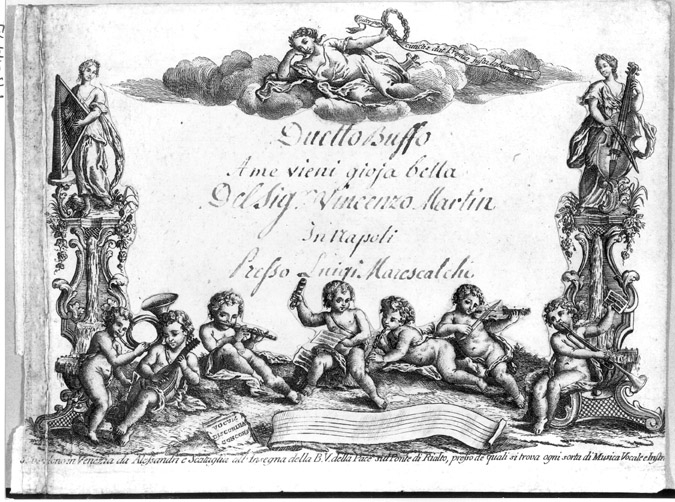 Duetto Buffo
A me vieni gioja bella
Del Sig.r Vincenzo Martin
In Napoli
Presso Luigi Marescalchi
in Venezia da Alessandri e Scataglia all' Insegna della B.V. della Pace sul Ponte di Rialto, presso de quali si trova ogni sorta di Musica Vocale e Instr.